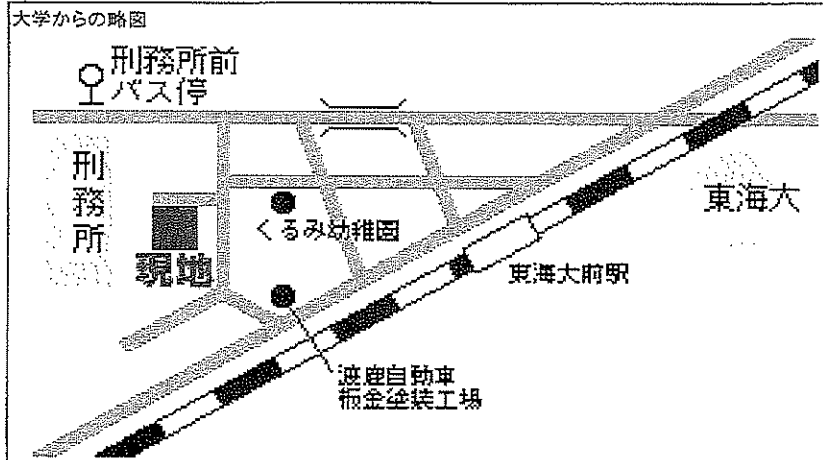 大学からの略図
刑務所前
バス停
刑
務
所
東海大
くるみ幼稚園
現地
東海大前駅
渡鹿自動車
板金塗装工場